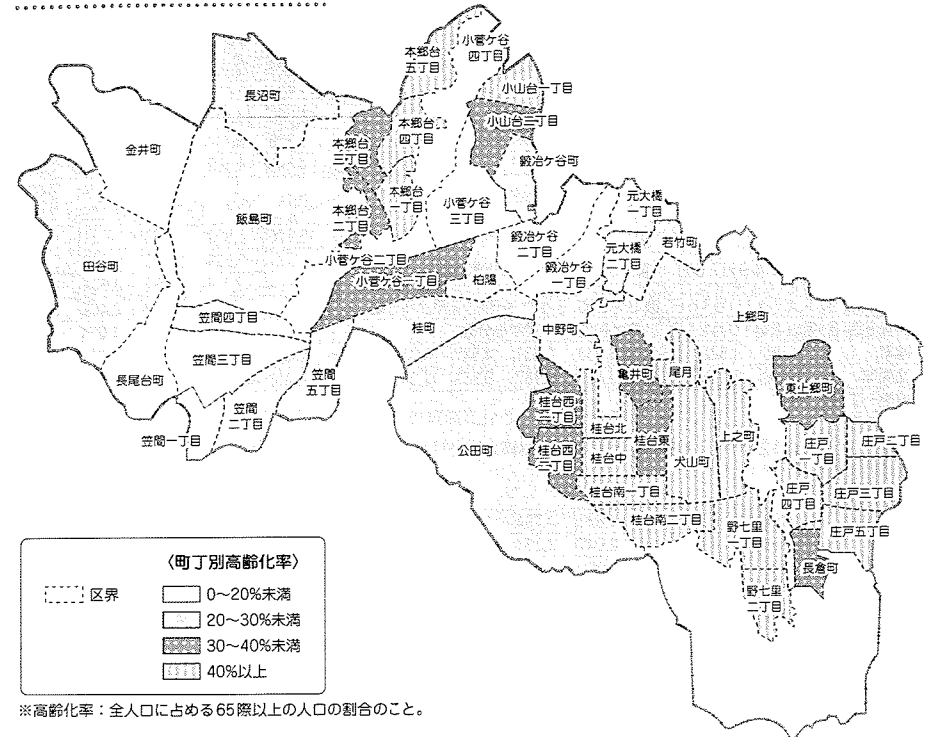 小菅ケ谷
四丁目
本郷台
五丁目
小山台一丁目
長沼町
小山台二丁目
本郷台
四丁目
本郷台
三丁目
金井町
鍛冶ケ谷町
本郷台
一丁目
小菅ケ谷
三丁目
元大橋
一丁目
本郷台
二丁目
飯島町
鍛冶ケ谷
二丁目
元大橋
二丁目
若竹町
小菅ケ谷二丁目
鍛冶ケ谷
一丁目
田谷町
小菅ケ谷一丁目
柏陽
笠間四丁目
桂町
中野町
上郷町
笠間三丁目
長尾台町
笠間
五丁目
亀井町
尾月
東上郷町
笠間
二丁目
桂台西
二丁目
桂台北
笠間一丁目
公田町
桂台西
一丁目
桂台中
桂台東
犬山町
上之町
庄戸
一丁目
庄戸二丁目
桂台南一丁目
庄戸
四丁目
庄戸三丁目
桂台南二丁目
野七里
一丁目
庄戸五丁目
長倉町
野七里
二丁目
〈町丁別高齢化率〉
区界
0〜20%未満
20〜30%未満
30〜40%未満
40%以上
※高齢化率：全人口に占める65際以上の人口の割合のこと。